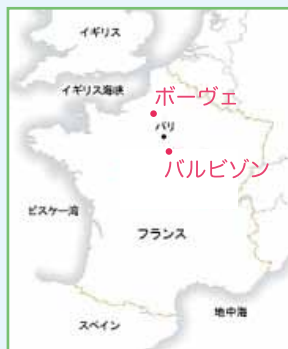 イギリス
イギリス海峡
ボーヴェ
パリ
バルビゾン
ビスケー湾
フランス
地中海
スペイン